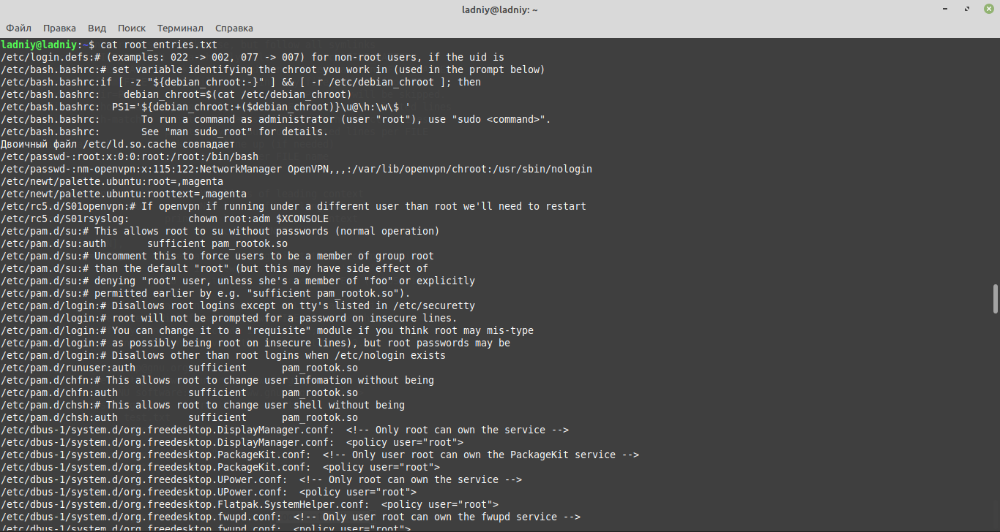 ladniy@ladniy: ~
Файл Правка Вид Поиск Терминал Справка
ladniy@ladniy:~$ cat root_entries.txt
/etc/login.defs:# (examples: 022 -> 002, 077 -> 007) for non-root users, if the uid is
/etc/bash.bashrc:# set variable identifying the chroot you work in (used in the prompt below)
/etc/bash.bashrc:if [ -z "${debian_chroot:-}" ] && [ -r /etc/debian_chroot ]; then
/etc/bash.bashrc:    debian_chroot=$(cat /etc/debian_chroot)
/etc/bash.bashrc:  PS1='${debian_chroot:+($debian_chroot)}\u@\h:\w\$ '
/etc/bash.bashrc:       To run a command as administrator (user "root"), use "sudo <command>".
/etc/bash.bashrc:       See "man sudo_root" for details.
Двоичный файл /etc/ld.so.cache совпадает
/etc/passwd-:root:x:0:0:root:/root:/bin/bash
/etc/passwd-:nm-openvpn:x:115:122:NetworkManager OpenVPN,,,:/var/lib/openvpn/chroot:/usr/sbin/nologin
/etc/newt/palette.ubuntu:root=,magenta
/etc/newt/palette.ubuntu:roottext=,magenta
/etc/rc5.d/S01openvpn:# If openvpn if running under a different user than root we'll need to restart
/etc/rc5.d/S01rsyslog:          chown root:adm $XCONSOLE
/etc/pam.d/su:# This allows root to su without passwords (normal operation)
/etc/pam.d/su:auth       sufficient pam_rootok.so
/etc/pam.d/su:# Uncomment this to force users to be a member of group root
/etc/pam.d/su:# than the default "root" (but this may have side effect of
/etc/pam.d/su:# denying "root" user, unless she's a member of "foo" or explicitly
/etc/pam.d/su:# permitted earlier by e.g. "sufficient pam_rootok.so").
/etc/pam.d/login:# Disallows root logins except on tty's listed in /etc/securetty
/etc/pam.d/login:# root will not be prompted for a password on insecure lines.
/etc/pam.d/login:# You can change it to a "requisite" module if you think root may mis-type
/etc/pam.d/login:# as possibly being root on insecure lines), but root passwords may be
/etc/pam.d/login:# Disallows other than root logins when /etc/nologin exists
/etc/pam.d/runuser:auth         sufficient      pam_rootok.so
/etc/pam.d/chfn:# This allows root to change user infomation without being
/etc/pam.d/chfn:auth            sufficient      pam_rootok.so
/etc/pam.d/chsh:# This allows root to change user shell without being
/etc/pam.d/chsh:auth            sufficient      pam_rootok.so
/etc/dbus-1/system.d/org.freedesktop.DisplayManager.conf:  <!-- Only root can own the service -->
/etc/dbus-1/system.d/org.freedesktop.DisplayManager.conf:  <policy user="root">
/etc/dbus-1/system.d/org.freedesktop.PackageKit.conf:  <!-- Only user root can own the PackageKit service -->
/etc/dbus-1/system.d/org.freedesktop.PackageKit.conf:  <policy user="root">
/etc/dbus-1/system.d/org.freedesktop.UPower.conf:  <!-- Only root can own the service -->
/etc/dbus-1/system.d/org.freedesktop.UPower.conf:  <policy user="root">
/etc/dbus-1/system.d/org.freedesktop.Flatpak.SystemHelper.conf:  <policy user="root">
/etc/dbus-1/system.d/org.freedesktop.fwupd.conf:  <!-- Only user root can own the fwupd service -->
/etc/dbus-1/system.d/org.freedesktop.fwupd.conf:  <policy user="root">